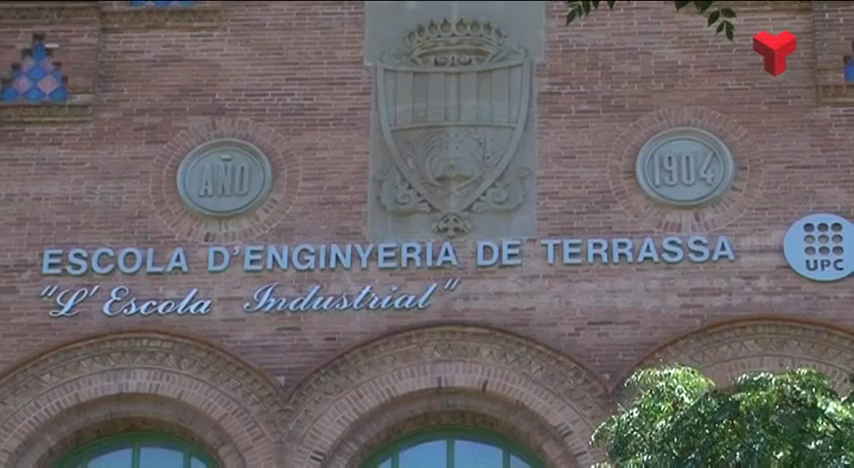 AÑO
1904
ESCOLA D'ENGINYERIA DE TERRASSA
"L'Escola Industrial"
UPC